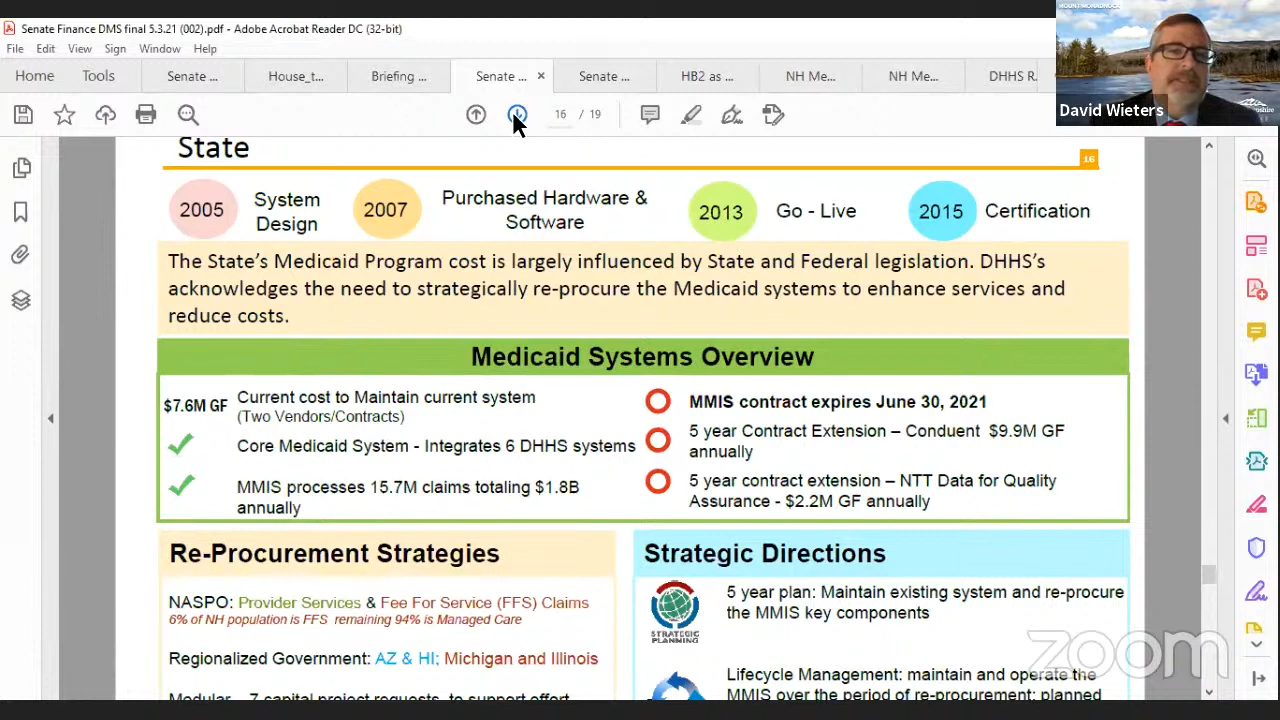 Senate Finance DMS final 5.3.21 (002).pdf - Adobe Acrobat Reader DC (32-bit)
File Edit View Sign Window Help
Home Tools Senate ... House_t... Briefing ... Senate ... × Senate ... HB2 as ... NH Me... NH Me... DHHS R.
16 / 19
David Wieters
State
16
2005 System Design
2007 Purchased Hardware & Software
2013 Go - Live
2015 Certification
The State's Medicaid Program cost is largely influenced by State and Federal legislation. DHHS's
acknowledges the need to strategically re-procure the Medicaid systems to enhance services and
reduce costs.
Medicaid Systems Overview
$7.6M GF Current cost to Maintain current system
(Two Vendors/Contracts)
Core Medicaid System - Integrates 6 DHHS systems
MMIS processes 15.7M claims totaling $1.8B
annually
MMIS contract expires June 30, 2021
5 year Contract Extension – Conduent $9.9M GF
annually
5 year contract extension – NTT Data for Quality
Assurance - $2.2M GF annually
Re-Procurement Strategies
NASPO: Provider Services & Fee For Service (FFS) Claims
6% of NH population is FFS remaining 94% is Managed Care
Regionalized Government: AZ & HI; Michigan and Illinois
Modular – 7 capital project requests to support effort
Strategic Directions
STRATEGIC
PLANNING
5 year plan: Maintain existing system and re-procure
the MMIS key components
Lifecycle Management: maintain and operate the
MMIS over the period of re-procurement; planned
zoom